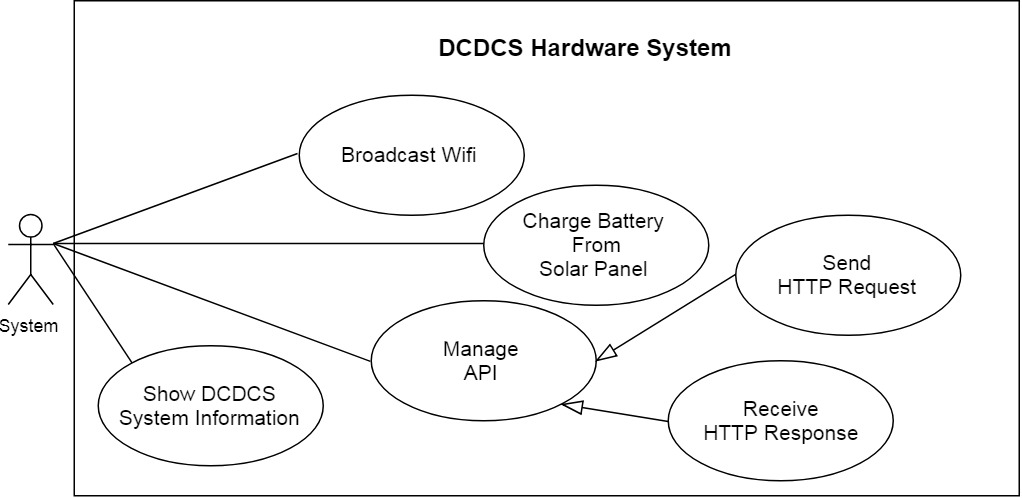 DCDCS Hardware System
Broadcast Wifi
Charge Battery
From
Solar Panel
Send
HTTP Request
System
Manage
API
Show DCDCS
System Information
Receive
HTTP Response